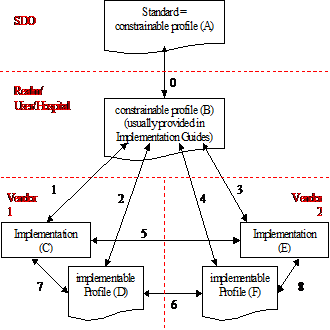 SDO
Standard =
constrainable profile (A)
0
Realm/
User/Hospital
constrainable profile (B)
(usually provided in
Implementation Guides)
1
2
4
3
Vendor
1
Vendor
2
Implementation
(C)
5
Implementation
(E)
7
implementable
Profile (D)
6
implementable
Profile (F)
8